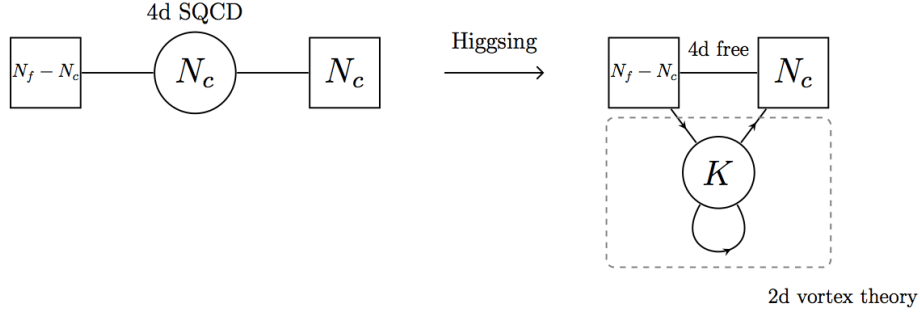 4d SQCD
N_f − N_c
N_c
N_c
Higgsing
N_f − N_c
4d free
N_c
K
2d vortex theory